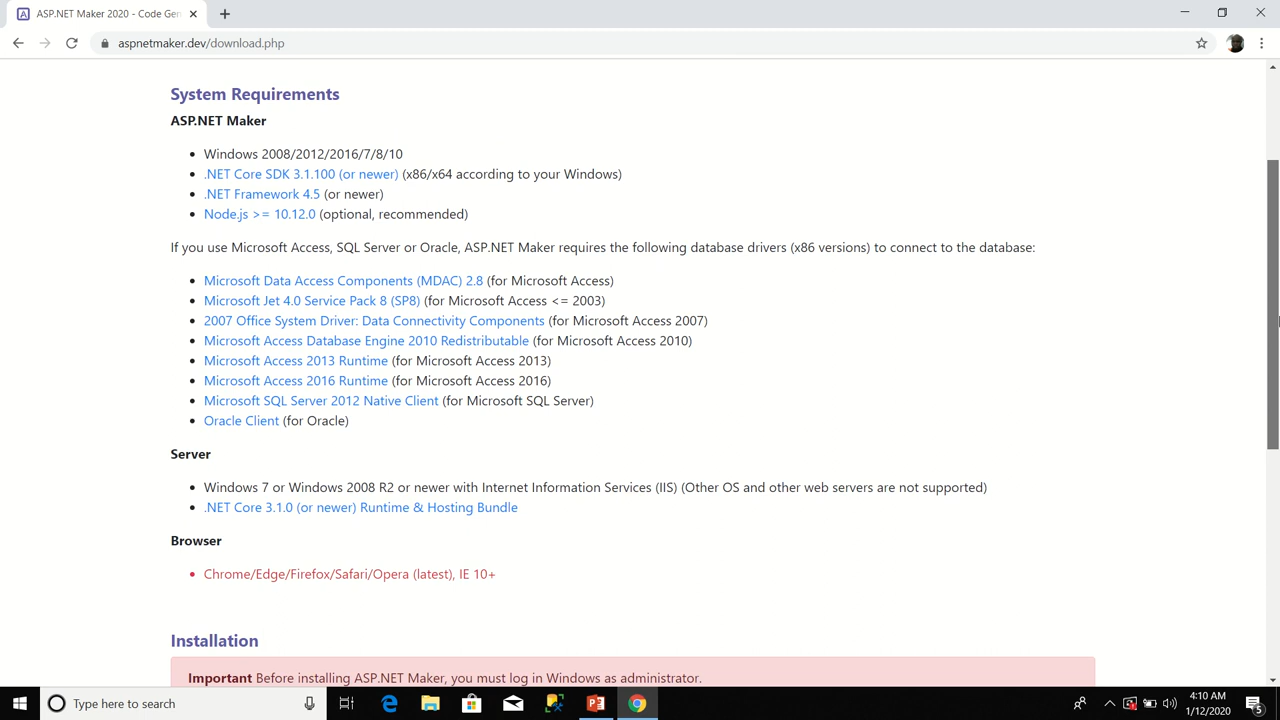 ASP.NET Maker 2020 - Code Gen
aspnetmaker.dev/download.php
System Requirements
ASP.NET Maker
Windows 2008/2012/2016/7/8/10
.NET Core SDK 3.1.100 (or newer) (x86/x64 according to your Windows)
.NET Framework 4.5 (or newer)
Node.js >= 10.12.0 (optional, recommended)
If you use Microsoft Access, SQL Server or Oracle, ASP.NET Maker requires the following database drivers (x86 versions) to connect to the database:
Microsoft Data Access Components (MDAC) 2.8 (for Microsoft Access)
Microsoft Jet 4.0 Service Pack 8 (SP8) (for Microsoft Access <= 2003)
2007 Office System Driver: Data Connectivity Components (for Microsoft Access 2007)
Microsoft Access Database Engine 2010 Redistributable (for Microsoft Access 2010)
Microsoft Access 2013 Runtime (for Microsoft Access 2013)
Microsoft Access 2016 Runtime (for Microsoft Access 2016)
Microsoft SQL Server 2012 Native Client (for Microsoft SQL Server)
Oracle Client (for Oracle)
Server
Windows 7 or Windows 2008 R2 or newer with Internet Information Services (IIS) (Other OS and other web servers are not supported)
.NET Core 3.1.0 (or newer) Runtime & Hosting Bundle
Browser
Chrome/Edge/Firefox/Safari/Opera (latest), IE 10+
Installation
Important Before installing ASP.NET Maker, you must log in Windows as administrator.
Type here to search
4:10 AM
1/12/2020
5